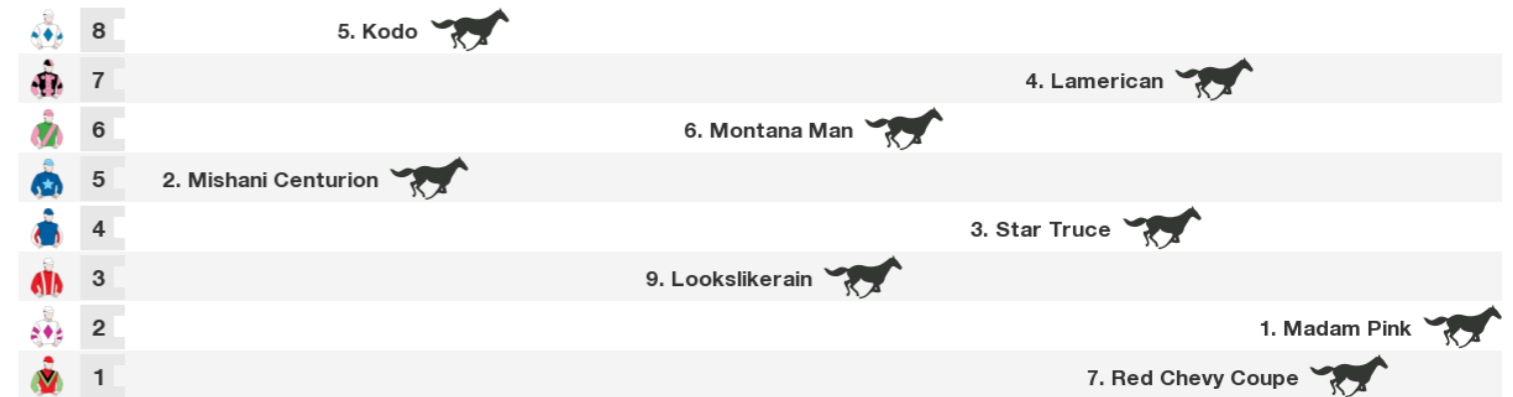 8 5. Kodo
7 4. Lamerican
6 6. Montana Man
5 2. Mishani Centurion
4 3. Star Truce
3 9. Lookslikerain
2 1. Madam Pink
1 7. Red Chevy Coupe